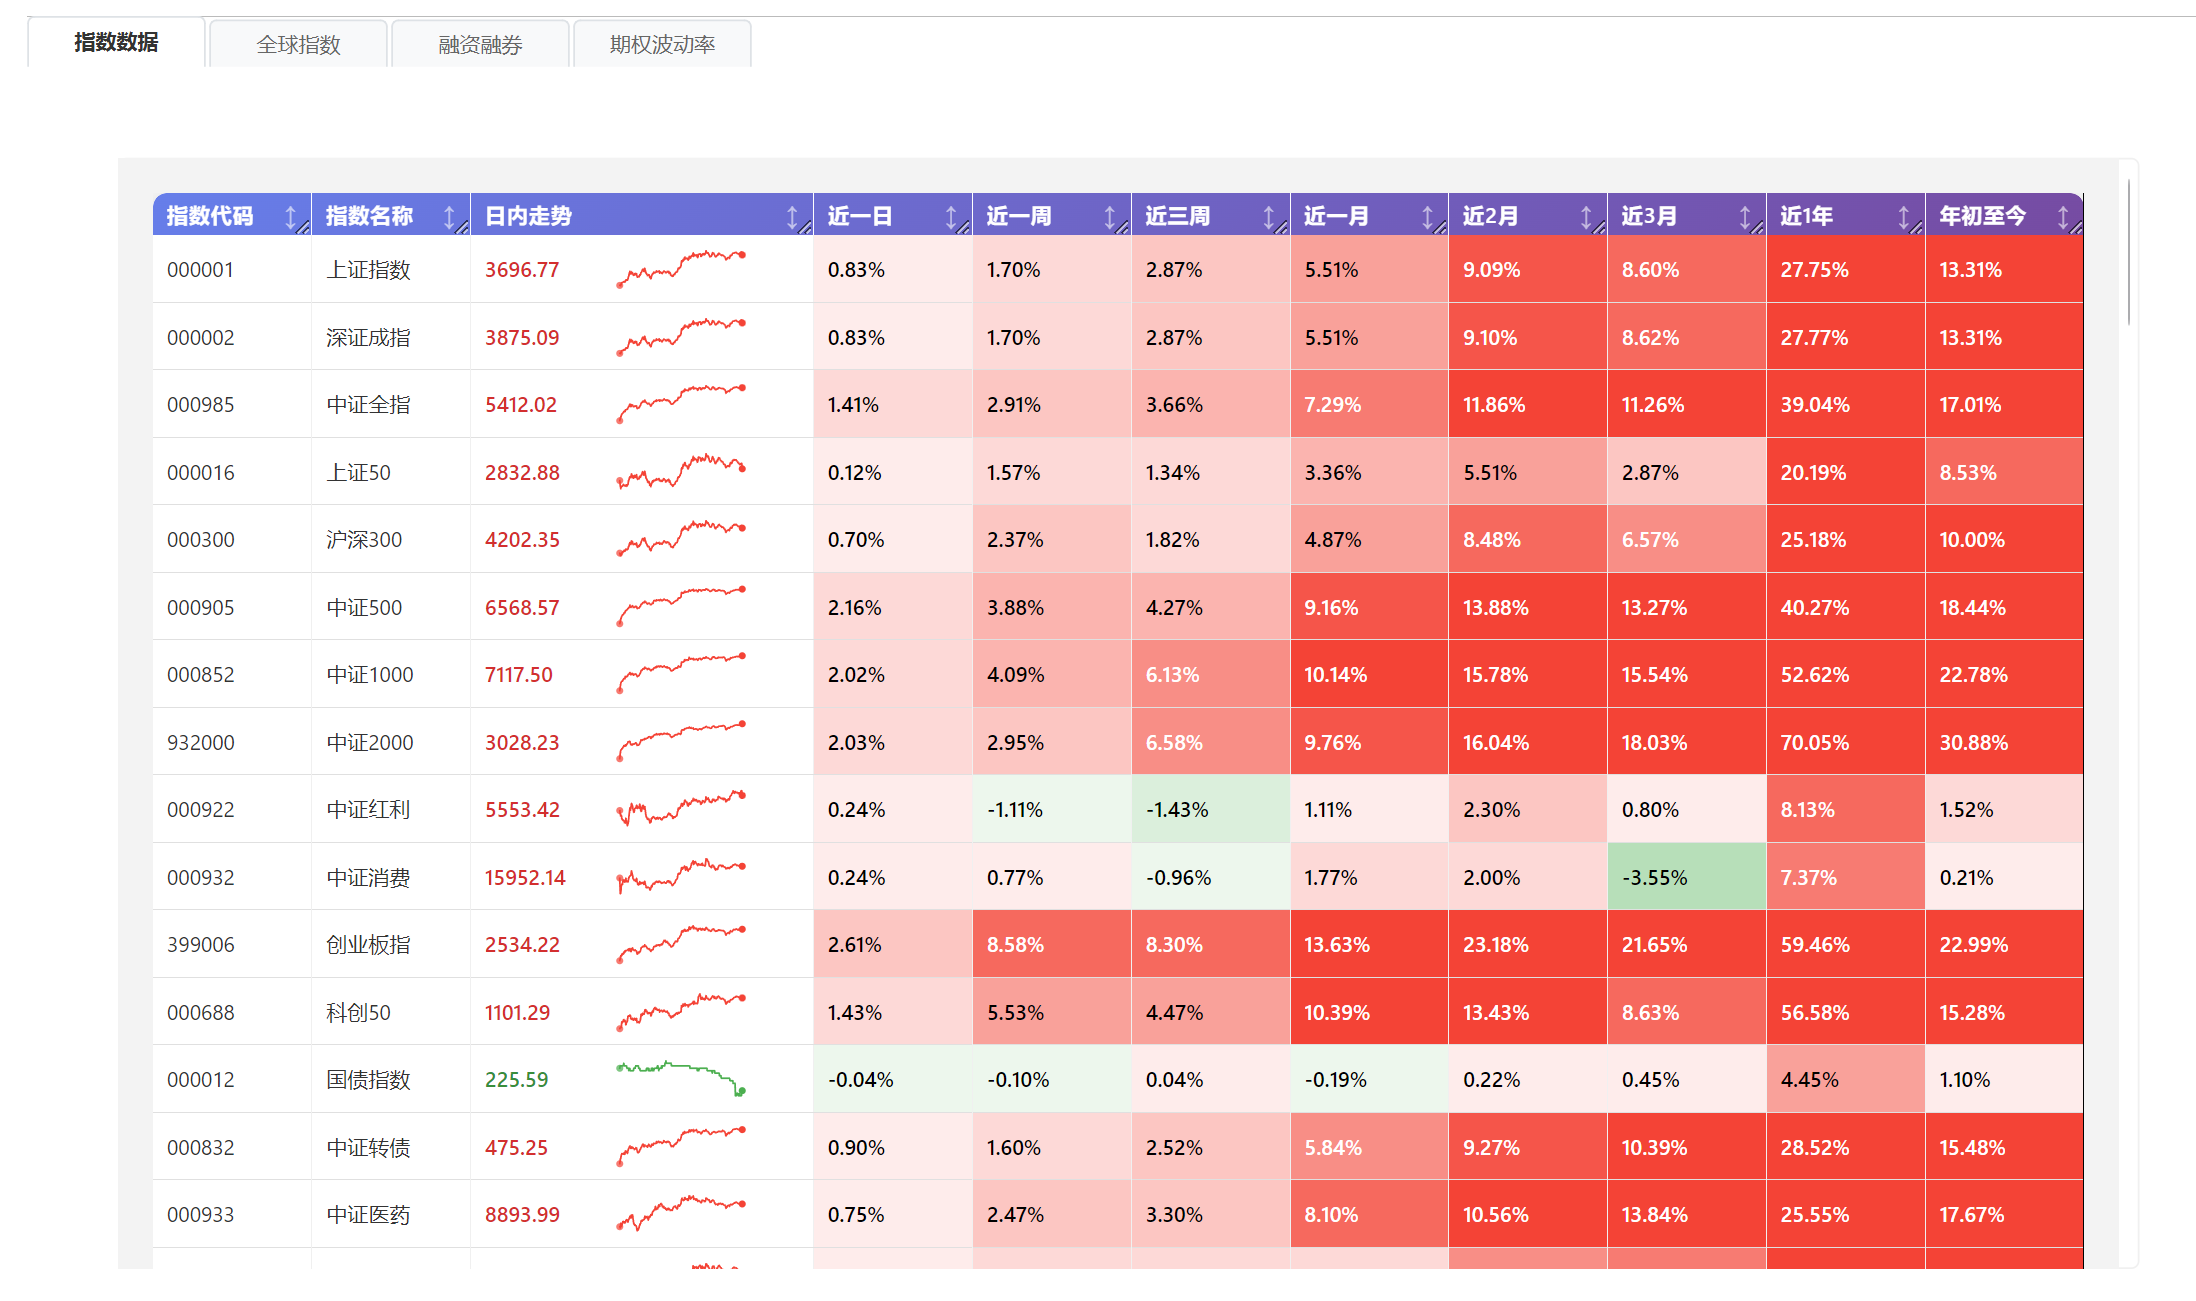 指数数据 全球指数 融资融券 期权波动率
指数代码 指数名称 日内走势 近一日 近一周 近三周 近一月 近2月 近3月 近1年 年初至今
000001 上证指数 3696.77 0.83% 1.70% 2.87% 5.51% 9.09% 8.60% 27.75% 13.31%
000002 深证成指 3875.09 0.83% 1.70% 2.87% 5.51% 9.10% 8.62% 27.77% 13.31%
000985 中证全指 5412.02 1.41% 2.91% 3.66% 7.29% 11.86% 11.26% 39.04% 17.01%
000016 上证50 2832.88 0.12% 1.57% 1.34% 3.36% 5.51% 2.87% 20.19% 8.53%
000300 沪深300 4202.35 0.70% 2.37% 1.82% 4.87% 8.48% 6.57% 25.18% 10.00%
000905 中证500 6568.57 2.16% 3.88% 4.27% 9.16% 13.88% 13.27% 40.27% 18.44%
000852 中证1000 7117.50 2.02% 4.09% 6.13% 10.14% 15.78% 15.54% 52.62% 22.78%
932000 中证2000 3028.23 2.03% 2.95% 6.58% 9.76% 16.04% 18.03% 70.05% 30.88%
000922 中证红利 5553.42 0.24% -1.11% -1.43% 1.11% 2.30% 0.80% 8.13% 1.52%
000932 中证消费 15952.14 0.24% 0.77% -0.96% 1.77% 2.00% -3.55% 7.37% 0.21%
399006 创业板指 2534.22 2.61% 8.58% 8.30% 13.63% 23.18% 21.65% 59.46% 22.99%
000688 科创50 1101.29 1.43% 5.53% 4.47% 10.39% 13.43% 8.63% 56.58% 15.28%
000012 国债指数 225.59 -0.04% -0.10% 0.04% -0.19% 0.22% 0.45% 4.45% 1.10%
000832 中证转债 475.25 0.90% 1.60% 2.52% 5.84% 9.27% 10.39% 28.52% 15.48%
000933 中证医药 8893.99 0.75% 2.47% 3.30% 8.10% 10.56% 13.84% 25.55% 17.67%